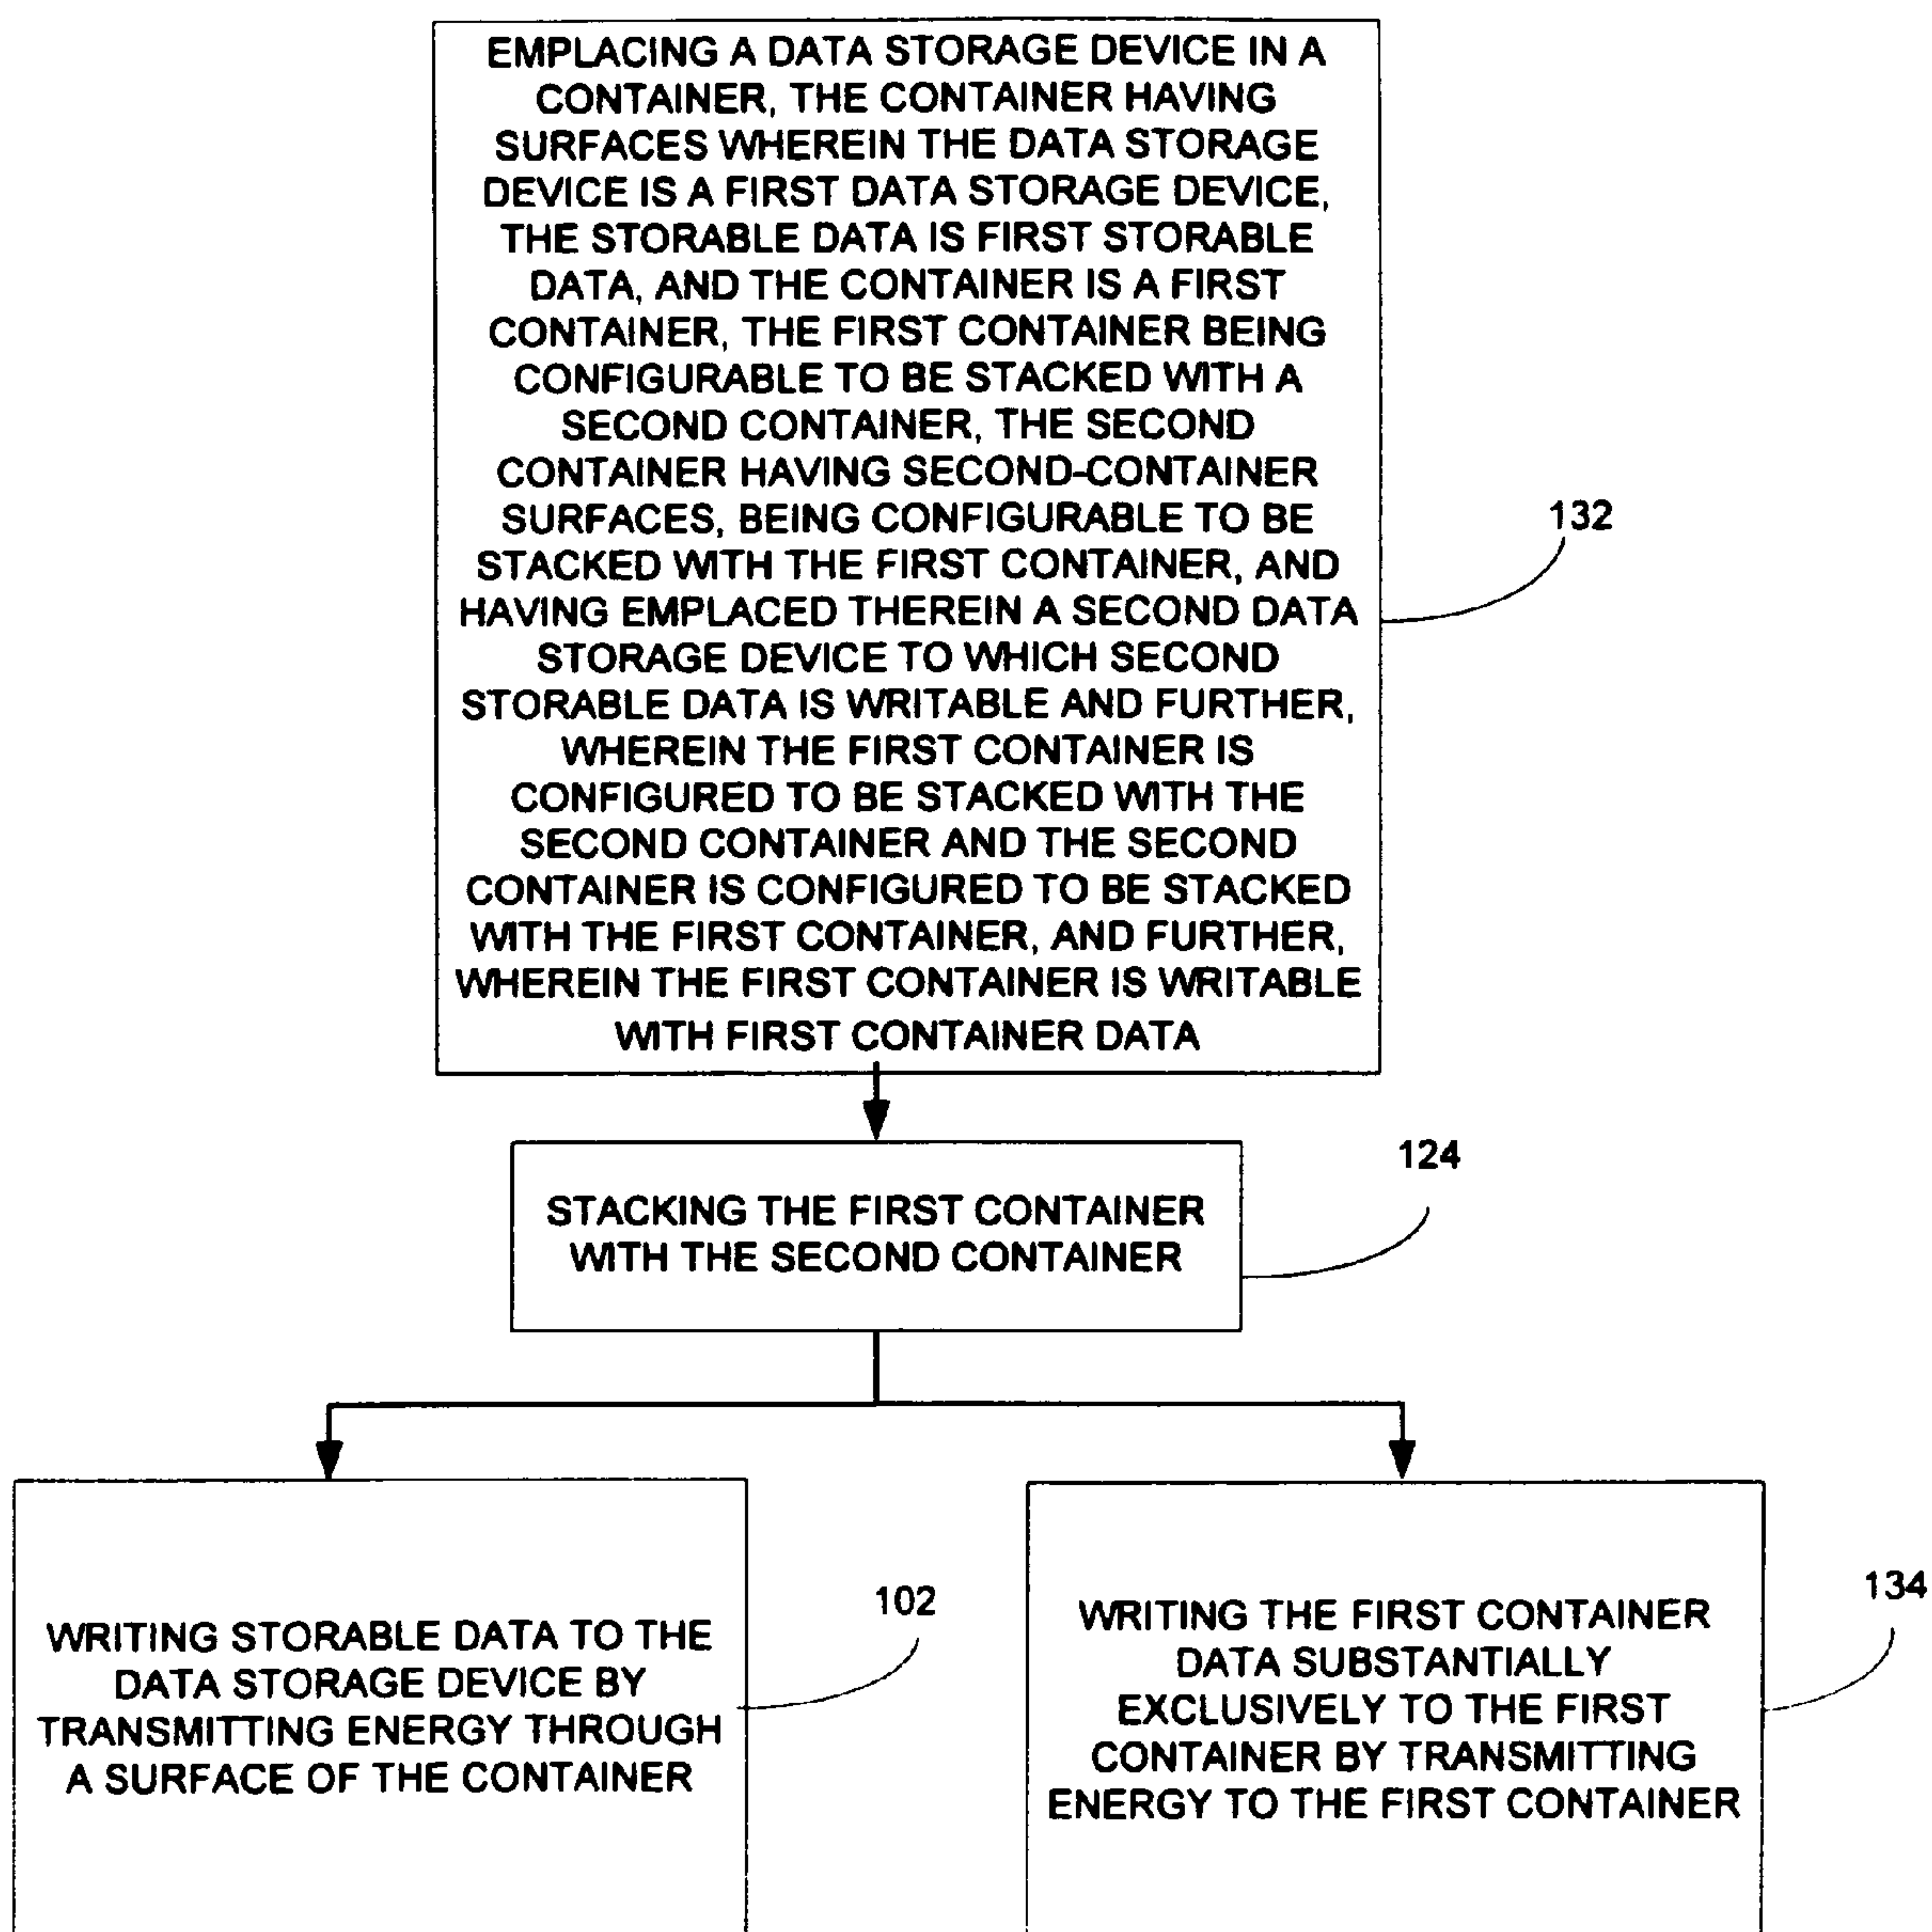 EMPLACING A DATA STORAGE DEVICE IN A
CONTAINER, THE CONTAINER HAVING
SURFACES WHEREIN THE DATA STORAGE
DEVICE IS A FIRST DATA STORAGE DEVICE,
THE STORABLE DATA IS FIRST STORABLE
DATA, AND THE CONTAINER IS A FIRST
CONTAINER, THE FIRST CONTAINER BEING
CONFIGURABLE TO BE STACKED WITH A
SECOND CONTAINER, THE SECOND
CONTAINER HAVING SECOND-CONTAINER
SURFACES, BEING CONFIGURABLE TO BE
STACKED WITH THE FIRST CONTAINER, AND
HAVING EMPLACED THEREIN A SECOND DATA
STORAGE DEVICE TO WHICH SECOND
STORABLE DATA IS WRITABLE AND FURTHER,
WHEREIN THE FIRST CONTAINER IS
CONFIGURED TO BE STACKED WITH THE
SECOND CONTAINER AND THE SECOND
CONTAINER IS CONFIGURED TO BE STACKED
WITH THE FIRST CONTAINER, AND FURTHER,
WHEREIN THE FIRST CONTAINER IS WRITABLE
WITH FIRST CONTAINER DATA
132
STACKING THE FIRST CONTAINER
WITH THE SECOND CONTAINER
124
WRITING STORABLE DATA TO THE
DATA STORAGE DEVICE BY
TRANSMITTING ENERGY THROUGH
A SURFACE OF THE CONTAINER
102
WRITING THE FIRST CONTAINER
DATA SUBSTANTIALLY
EXCLUSIVELY TO THE FIRST
CONTAINER BY TRANSMITTING
ENERGY TO THE FIRST CONTAINER
134